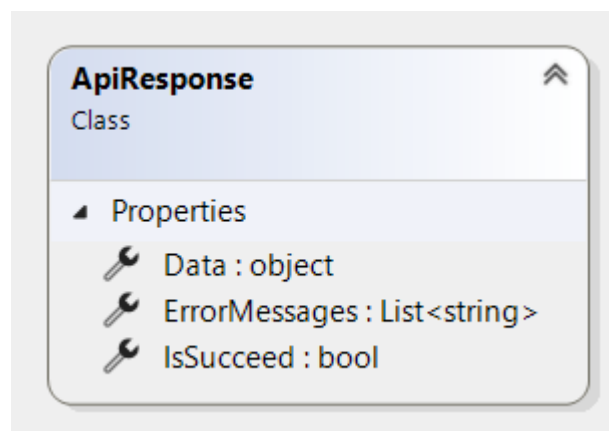 ApiResponse
Class
Properties
Data : object
ErrorMessages : List<string>
IsSucceed : bool